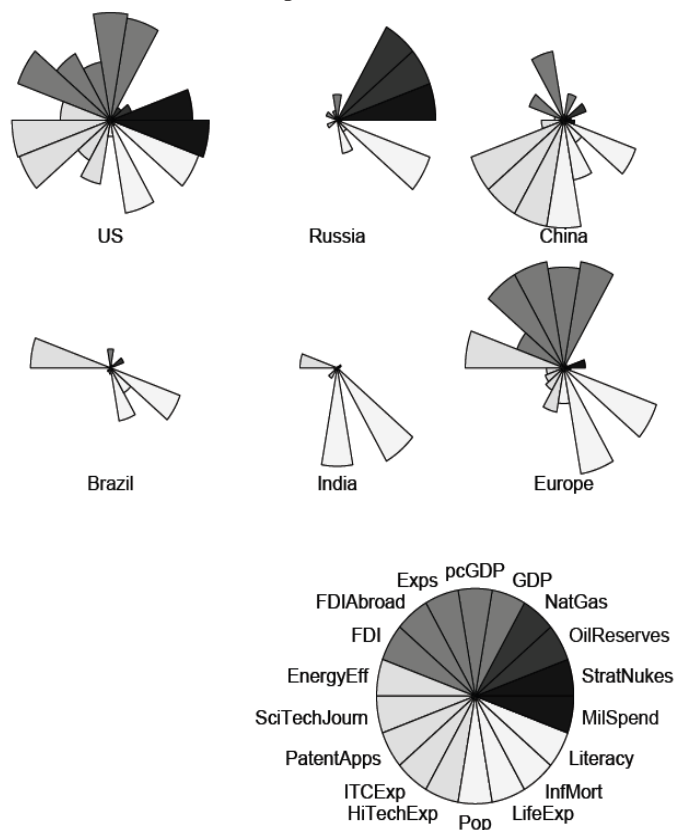 US
Russia
China
Brazil
India
Europe
pcGDP
Exps
GDP
FDIAbroad
NatGas
FDI
OilReserves
EnergyEff
StratNukes
SciTechJourn
MilSpend
PatentApps
Literacy
ITCExp
InfMort
HiTechExp
LifeExp
Pop